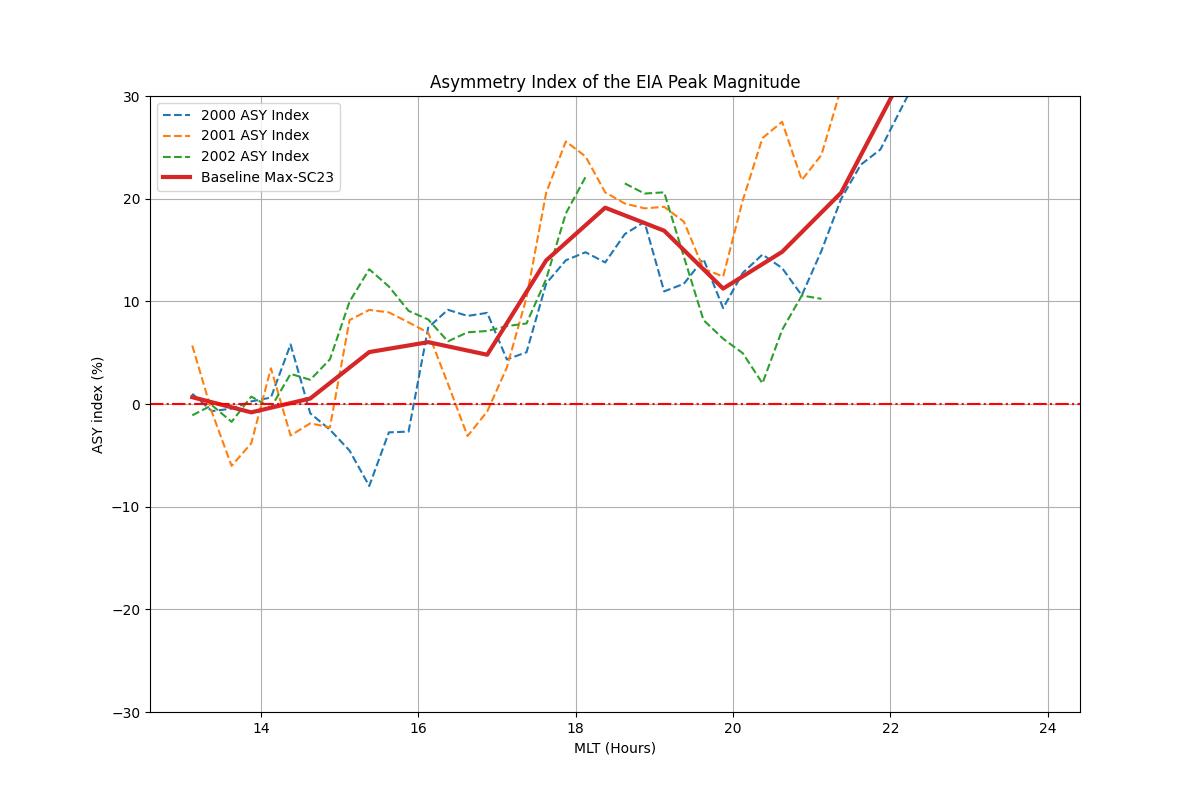 Asymmetry Index of the EIA Peak Magnitude
30
20
10
0
−10
−20
−30
ASY index (%)
2000 ASY Index
2001 ASY Index
2002 ASY Index
Baseline Max-SC23
14 16 18 20 22 24
MLT (Hours)